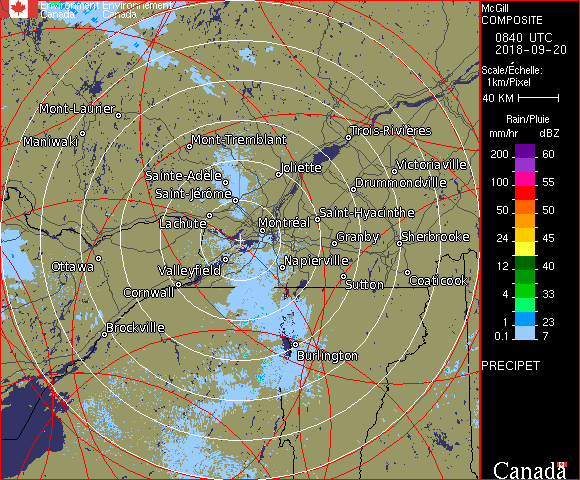 Environment Environnement
Canada Canada
McGill
COMPOSITE
0840 UTC
2018-09-20
Scale/Échelle:
1km/Pixel
40 KM
Rain/Pluie
mm/hr dBZ
200 60
100 55
50 50
24 45
12 40
4 33
1 23
0.1 7
PRECIPET
Canada
Mont-Laurier
Maniwaki
Mont-Tremblant
Trois-Rivières
Sainte-Adèle
Joliette
Victoriaville
Saint-Jérôme
Drummondville
Lachute
Montréal
Saint-Hyacinthe
Granby
Sherbrooke
Ottawa
Valleyfield
Napierville
Cornwall
Sutton
Coaticook
Brockville
Burlington